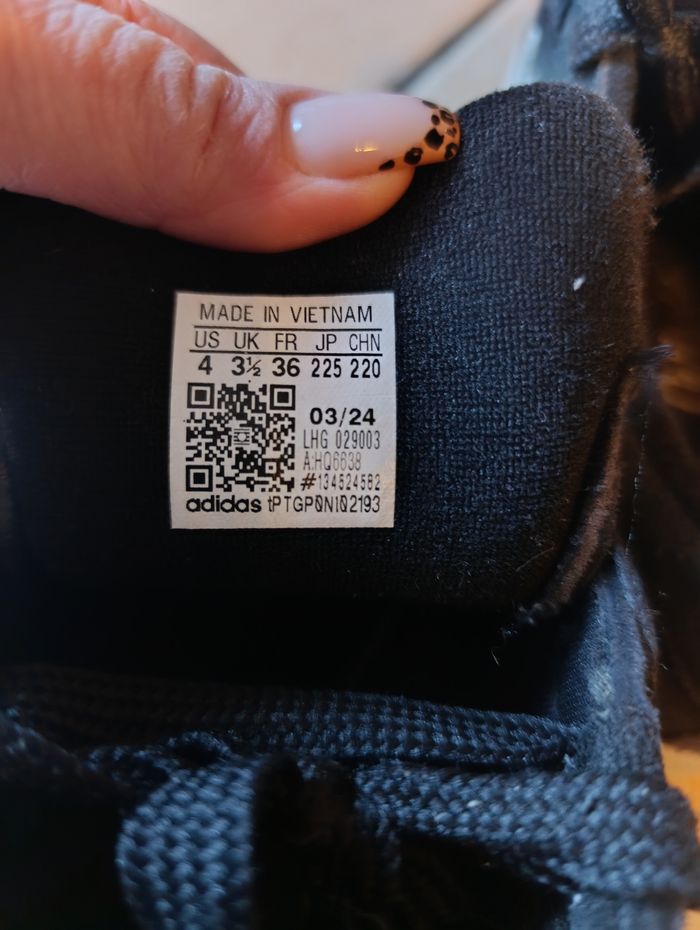 MADE IN VIETNAM
US UK FR JP CHN
4 3½ 36 225 220
03/24
LHG 029003
A:HQ6638
#134524582
adidas tPTGP0N102193